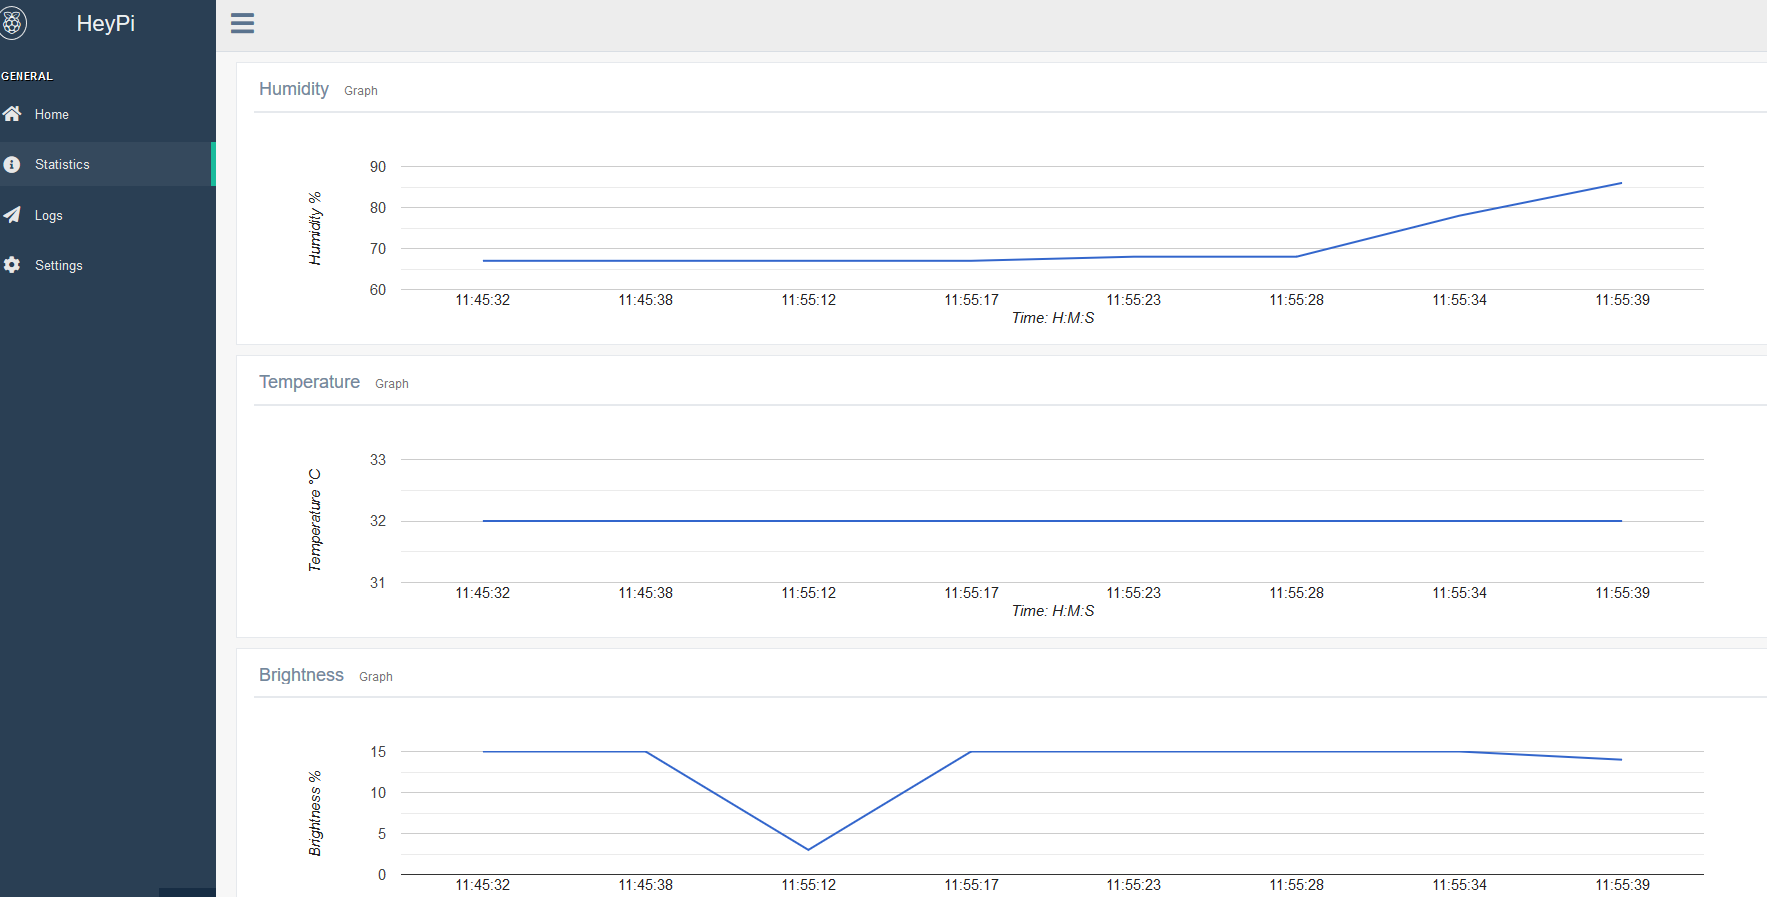 HeyPi
GENERAL
Home
Statistics
Logs
Settings
Humidity Graph
Humidity %
90
80
70
60
11:45:32 11:45:38 11:55:12 11:55:17 11:55:23 11:55:28 11:55:34 11:55:39
Time: H:M:S
Temperature Graph
Temperature °C
33
32
31
11:45:32 11:45:38 11:55:12 11:55:17 11:55:23 11:55:28 11:55:34 11:55:39
Time: H:M:S
Brightness Graph
Brightness %
15
10
5
0
11:45:32 11:45:38 11:55:12 11:55:17 11:55:23 11:55:28 11:55:34 11:55:39